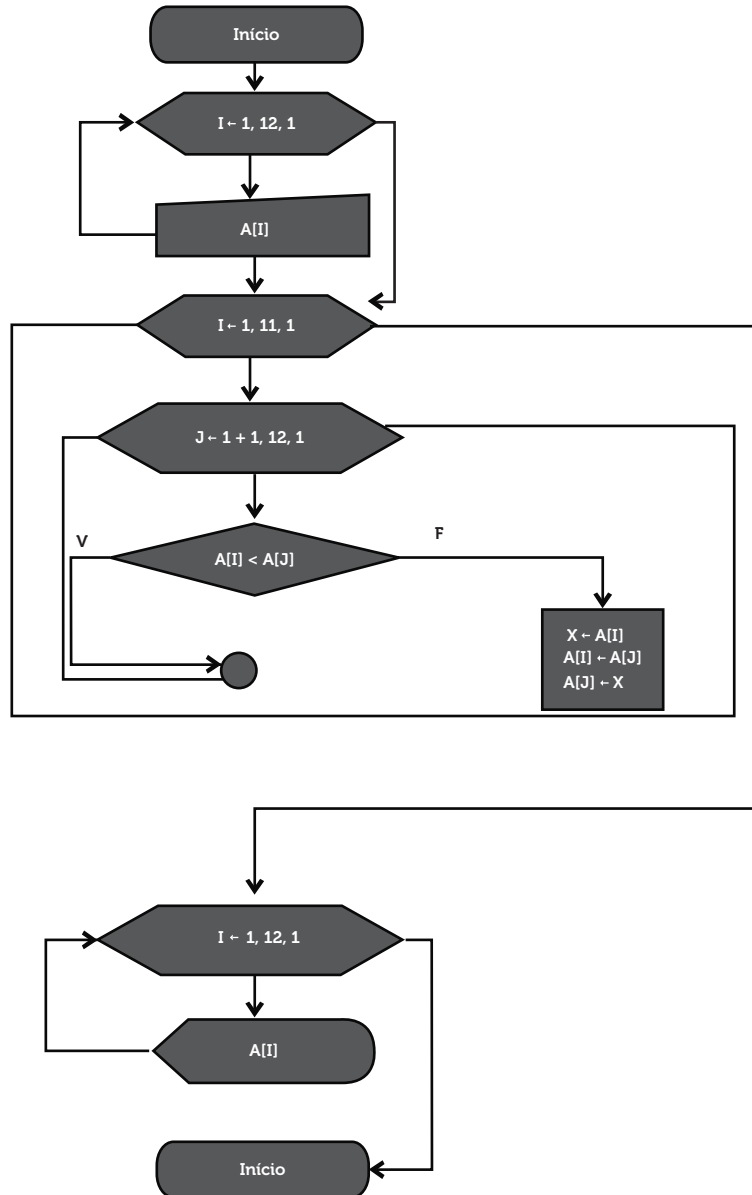 Início
I ← 1, 12, 1
A[I]
I ← 1, 11, 1
J ← 1 + 1, 12, 1
V
F
A[I] < A[J]
X ← A[I]
A[I] ← A[J]
A[J] ← X
I ← 1, 12, 1
A[I]
Início